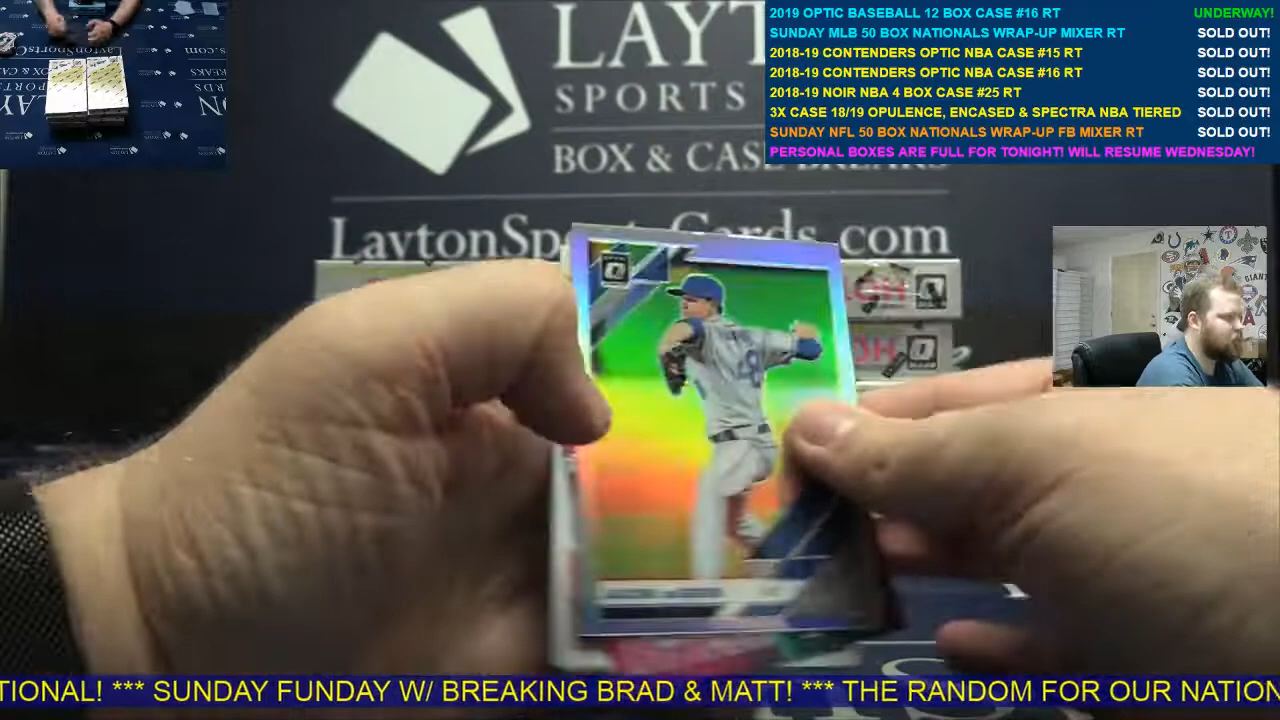 2019 OPTIC BASEBALL 12 BOX CASE #16 RT UNDERWAY!
SUNDAY MLB 50 BOX NATIONALS WRAP-UP MIXER RT SOLD OUT!
2018-19 CONTENDERS OPTIC NBA CASE #15 RT SOLD OUT!
2018-19 CONTENDERS OPTIC NBA CASE #16 RT SOLD OUT!
2018-19 NOIR NBA 4 BOX CASE #25 RT SOLD OUT!
3X CASE 18/19 OPULENCE, ENCASED & SPECTRA NBA TIERED SOLD OUT!
SUNDAY NFL 50 BOX NATIONALS WRAP-UP FB MIXER RT SOLD OUT!
PERSONAL BOXES ARE FULL FOR TONIGHT! WILL RESUME WEDNESDAY!
LAYT
SPORTS
BOX & CASE BREAKS
LaytonSportsCards.com
48
TIONAL! *** SUNDAY FUNDAY W/ BREAKING BRAD & MATT! *** THE RANDOM FOR OUR NATION